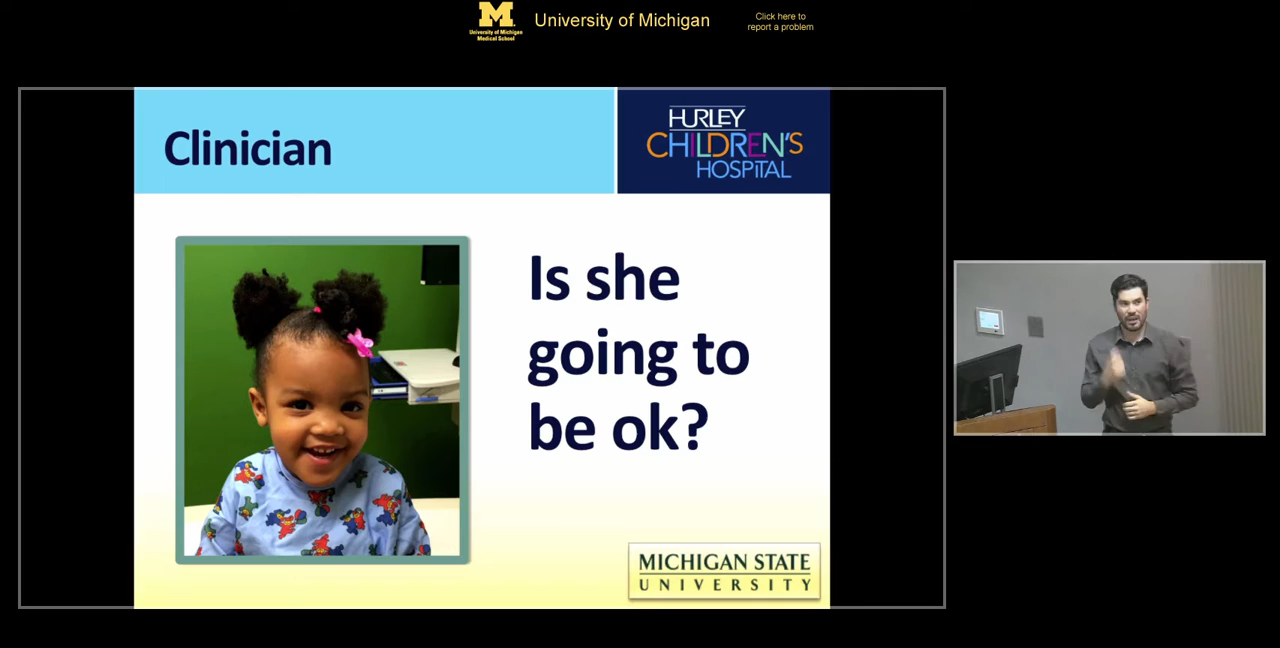 University of Michigan
Medical School
University of Michigan
Click here to
report a problem
Clinician
HURLEY
CHILDREN'S
HOSPITAL
Is she
going to
be ok?
MICHIGAN STATE
UNIVERSITY